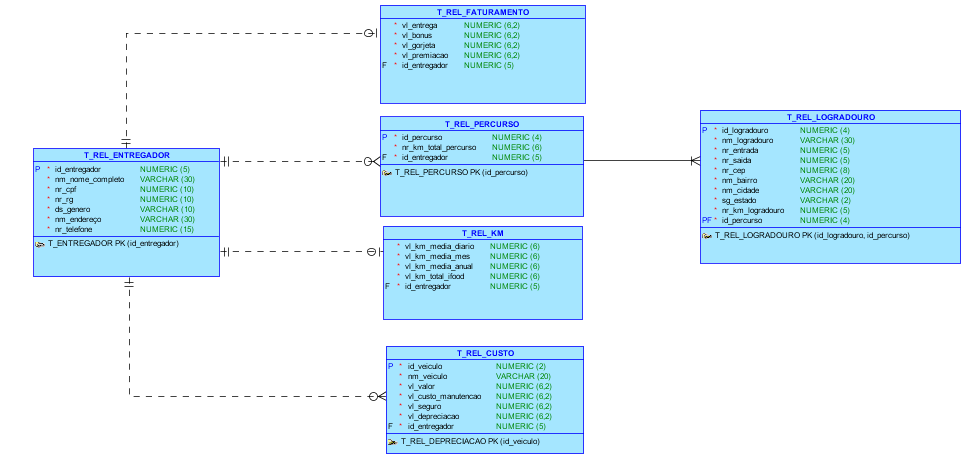 T_REL_FATURAMENTO
* vl_entrega NUMERIC (6,2)
* vl_bonus NUMERIC (6,2)
* vl_gorjeta NUMERIC (6,2)
* vl_premiacao NUMERIC (6,2)
F * id_entregador NUMERIC (5)
T_REL_PERCURSO
P * id_percurso NUMERIC (4)
* nr_km_total_percurso NUMERIC (6)
F * id_entregador NUMERIC (5)
T_REL_PERCURSO PK (id_percurso)
T_REL_LOGRADOURO
P * id_logradouro NUMERIC (4)
* nm_logradouro VARCHAR (30)
* nr_entrada NUMERIC (5)
* nr_saida NUMERIC (5)
* nr_cep NUMERIC (8)
* nm_bairro VARCHAR (20)
* nm_cidade VARCHAR (20)
* sg_estado VARCHAR (2)
* nr_km_logradouro NUMERIC (5)
PF * id_percurso NUMERIC (4)
T_REL_LOGRADOURO PK (id_logradouro, id_percurso)
T_REL_ENTREGADOR
P * id_entregador NUMERIC (5)
* nm_nome_completo VARCHAR (30)
* nr_cpf NUMERIC (10)
* nr_rg NUMERIC (10)
* ds_genero VARCHAR (10)
* nm_endereço VARCHAR (30)
* nr_telefone NUMERIC (15)
T_ENTREGADOR PK (id_entregador)
T_REL_KM
* vl_km_media_diario NUMERIC (6)
* vl_km_media_mes NUMERIC (6)
* vl_km_media_anual NUMERIC (6)
* vl_km_total_ifood NUMERIC (6)
F * id_entregador NUMERIC (5)
T_REL_CUSTO
P * id_veiculo NUMERIC (2)
* nm_veiculo VARCHAR (20)
* vl_valor NUMERIC (6,2)
* vl_custo_manutencao NUMERIC (6,2)
* vl_seguro NUMERIC (6,2)
* vl_depreciacao NUMERIC (6,2)
F * id_entregador NUMERIC (5)
T_REL_DEPRECIACAO PK (id_veiculo)